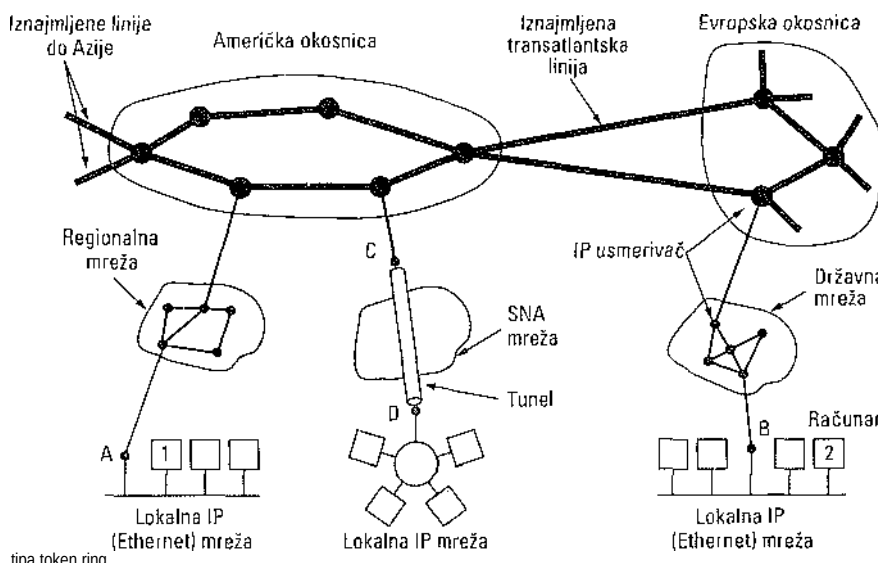 Iznajmljene linije
do Azije
Američka okosnica
Iznajmljena
transatlantska
linija
Evropska okosnica
Regionalna
mreža
C
SNA
mreža
Tunel
D
IP usmerivač
Državna
mreža
A
1
B
Računar
2
Lokalna IP
(Ethernet) mreža
Lokalna IP mreža
Lokalna IP
(Ethernet) mreža
tipa token ring